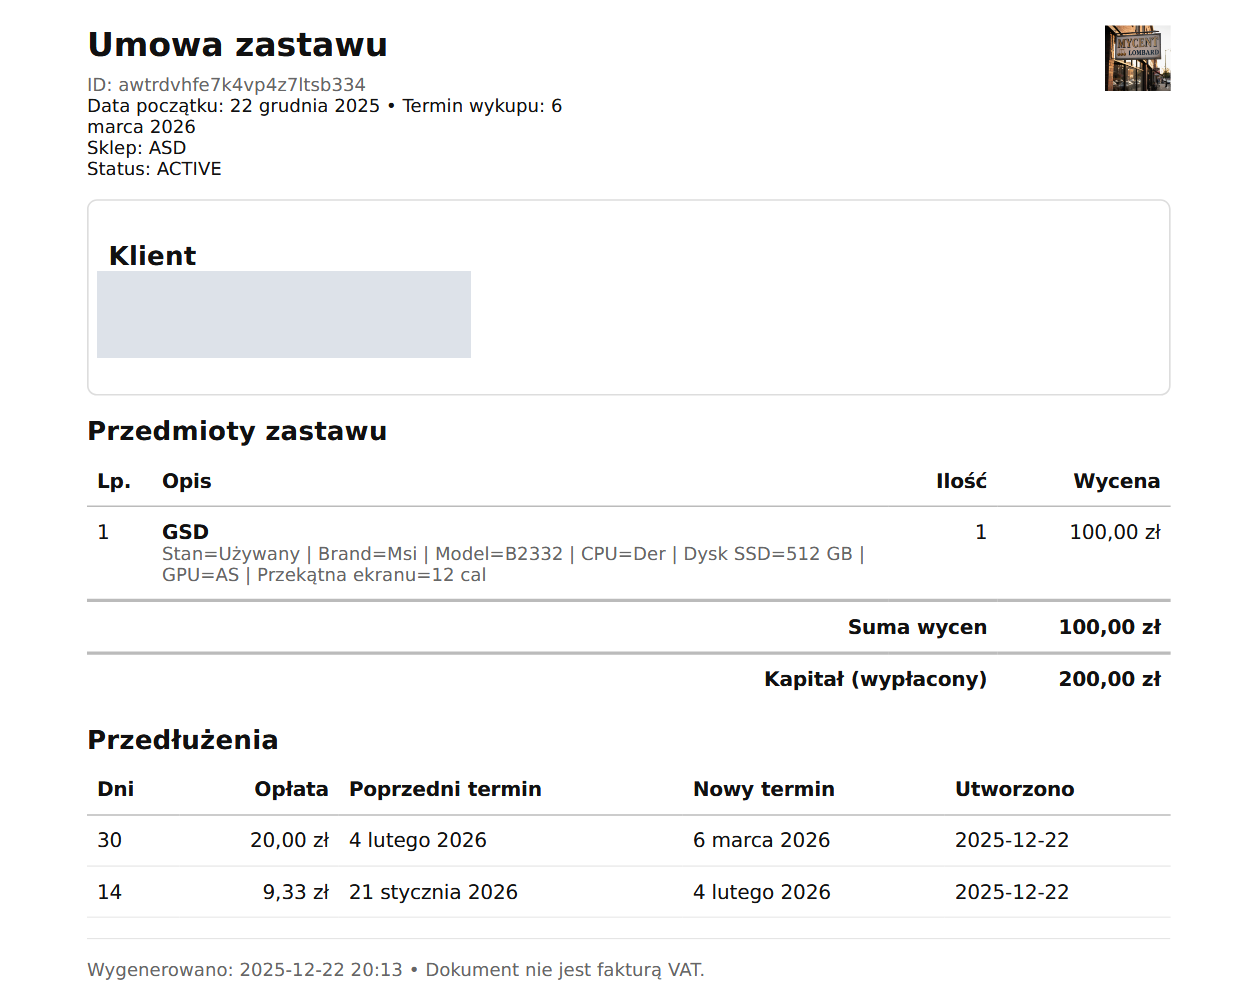 Umowa zastawu
MYCENT
LOMBARD
ID: awtrdvhfe7k4vp4z7ltsb334
Data początku: 22 grudnia 2025 • Termin wykupu: 6
marca 2026
Sklep: ASD
Status: ACTIVE
Klient
Przedmioty zastawu
Lp. Opis Ilość Wycena
1 GSD 1 100,00 zł
Stan=Używany | Brand=Msi | Model=B2332 | CPU=Der | Dysk SSD=512 GB |
GPU=AS | Przekątna ekranu=12 cal
Suma wycen 100,00 zł
Kapitał (wypłacony) 200,00 zł
Przedłużenia
Dni Opłata Poprzedni termin Nowy termin Utworzono
30 20,00 zł 4 lutego 2026 6 marca 2026 2025-12-22
14 9,33 zł 21 stycznia 2026 4 lutego 2026 2025-12-22
Wygenerowano: 2025-12-22 20:13 • Dokument nie jest fakturą VAT.